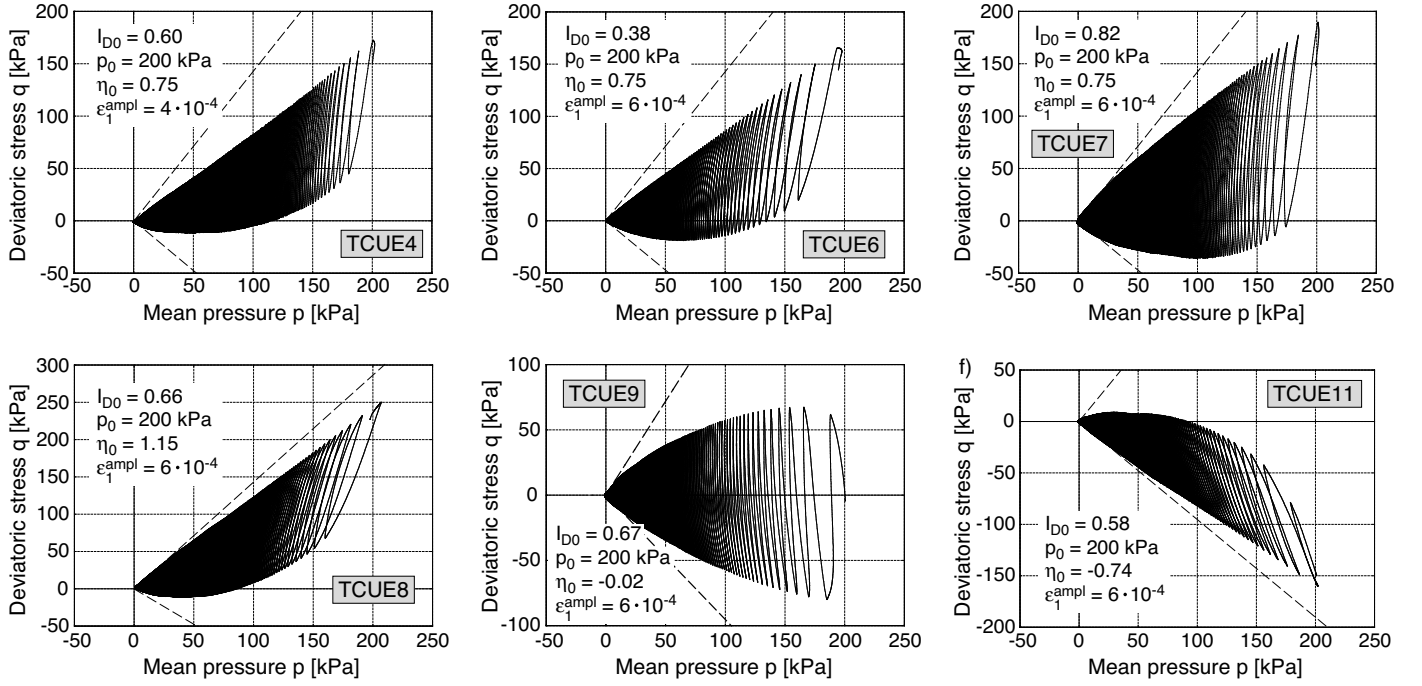 Deviatoric stress q [kPa]
200
150
100
50
0
-50
I_D0 = 0.60
p_0 = 200 kPa
η_0 = 0.75
ε_1^ampl = 4·10^-4
TCUE4
-50 0 50 100 150 200 250
Mean pressure p [kPa]
Deviatoric stress q [kPa]
200
150
100
50
0
-50
I_D0 = 0.38
p_0 = 200 kPa
η_0 = 0.75
ε_1^ampl = 6·10^-4
TCUE6
-50 0 50 100 150 200 250
Mean pressure p [kPa]
Deviatoric stress q [kPa]
200
150
100
50
0
-50
I_D0 = 0.82
p_0 = 200 kPa
η_0 = 0.75
ε_1^ampl = 6·10^-4
TCUE7
-50 0 50 100 150 200 250
Mean pressure p [kPa]
Deviatoric stress q [kPa]
300
250
200
150
100
50
0
-50
I_D0 = 0.66
p_0 = 200 kPa
η_0 = 1.15
ε_1^ampl = 6·10^-4
TCUE8
-50 0 50 100 150 200 250
Mean pressure p [kPa]
Deviatoric stress q [kPa]
100
50
0
-50
-100
TCUE9
I_D0 = 0.67
p_0 = 200 kPa
η_0 = -0.02
ε_1^ampl = 6·10^-4
-50 0 50 100 150 200 250
Mean pressure p [kPa]
f)
Deviatoric stress q [kPa]
50
0
-50
-100
-150
-200
TCUE11
I_D0 = 0.58
p_0 = 200 kPa
η_0 = -0.74
ε_1^ampl = 6·10^-4
-50 0 50 100 150 200 250
Mean pressure p [kPa]